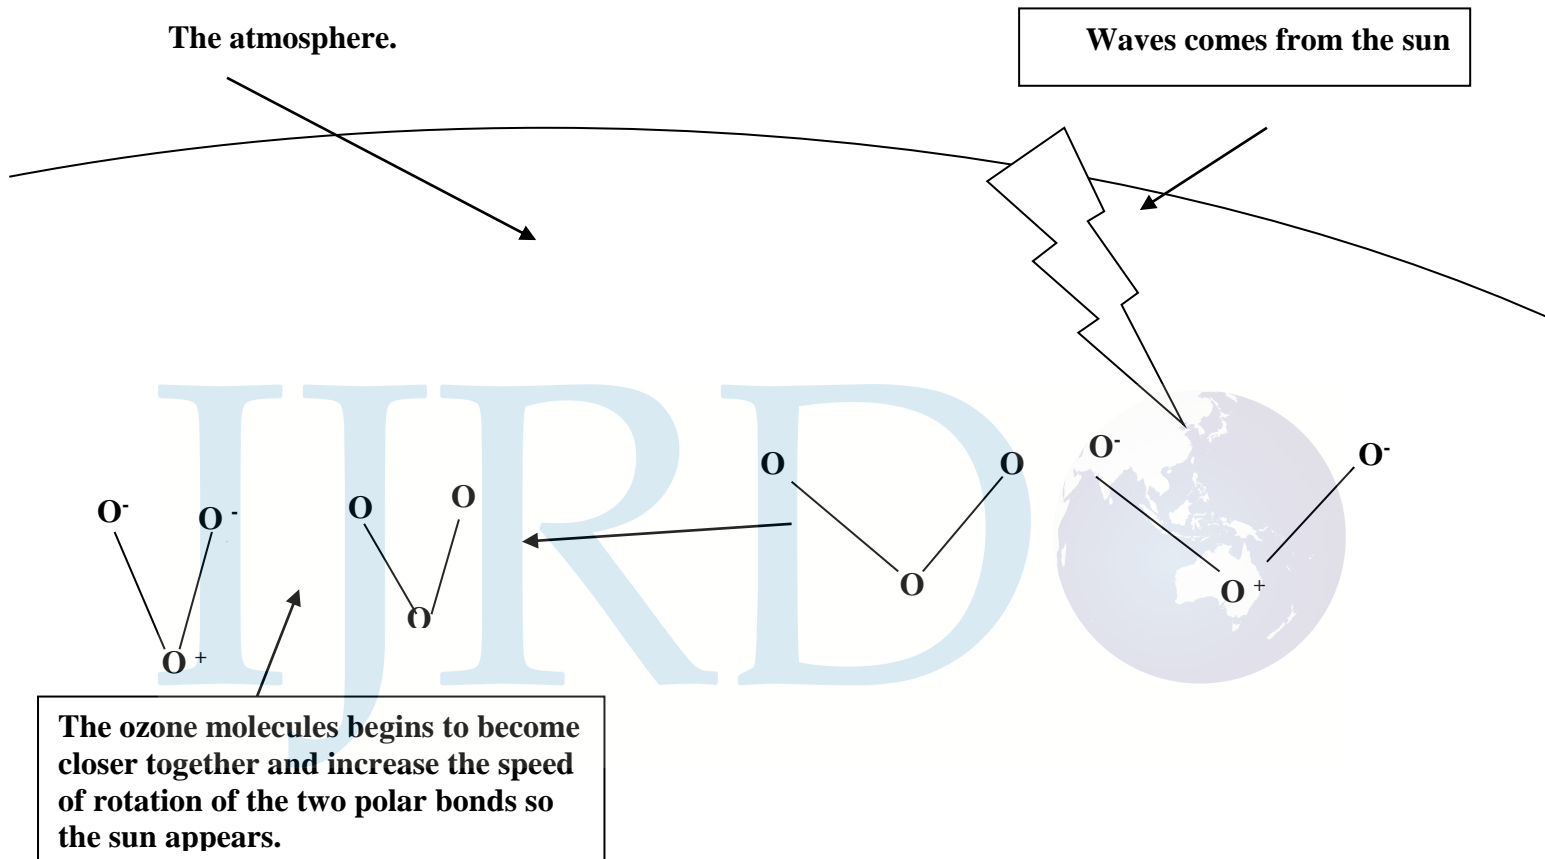 The atmosphere.
Waves comes from the sun
IJRDO
O- O - O O O O O- O-
O + O O O +
The ozone molecules begins to become
closer together and increase the speed
of rotation of the two polar bonds so
the sun appears.